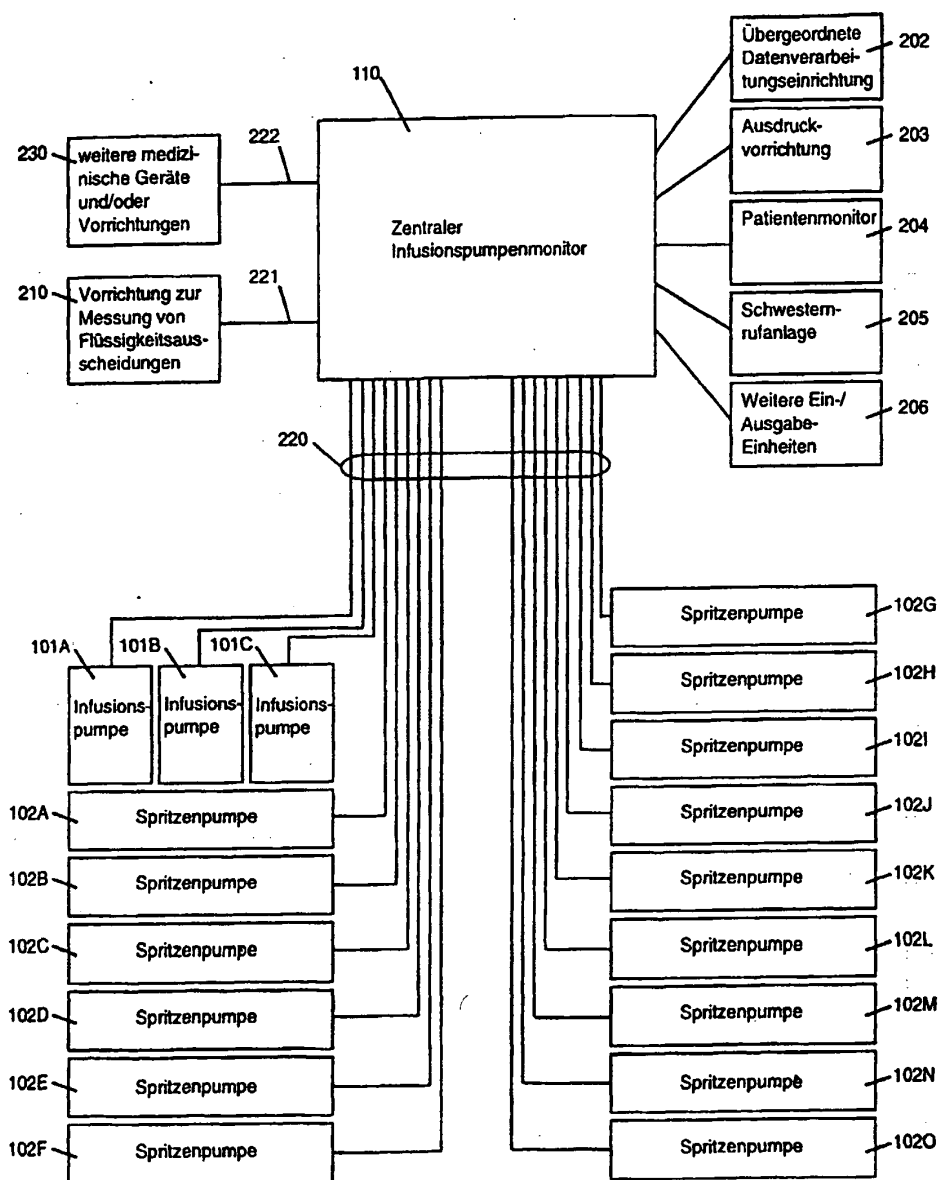 110
222
230
weitere medizi-
nische Geräte
und/oder
Vorrichtungen
210
221
Vorrichtung zur
Messung von
Flüssigkeitsaus-
scheidungen
Zentraler
Infusionspumpenmonitor
Übergeordnete
Datenverarbei-
tungseinrichtung
202
Ausdruck-
vorrichtung
203
Patientenmonitor
204
Schwestern-
rufanlage
205
Weitere Ein-/
Ausgabe-
Einheiten
206
220
101A
Infusions-
pumpe
101B
Infusions-
pumpe
101C
Infusions-
pumpe
102A
Spritzenpumpe
102B
Spritzenpumpe
102C
Spritzenpumpe
102D
Spritzenpumpe
102E
Spritzenpumpe
102F
Spritzenpumpe
Spritzenpumpe
102G
Spritzenpumpe
102H
Spritzenpumpe
102I
Spritzenpumpe
102J
Spritzenpumpe
102K
Spritzenpumpe
102L
Spritzenpumpe
102M
Spritzenpumpe
102N
Spritzenpumpe
102O